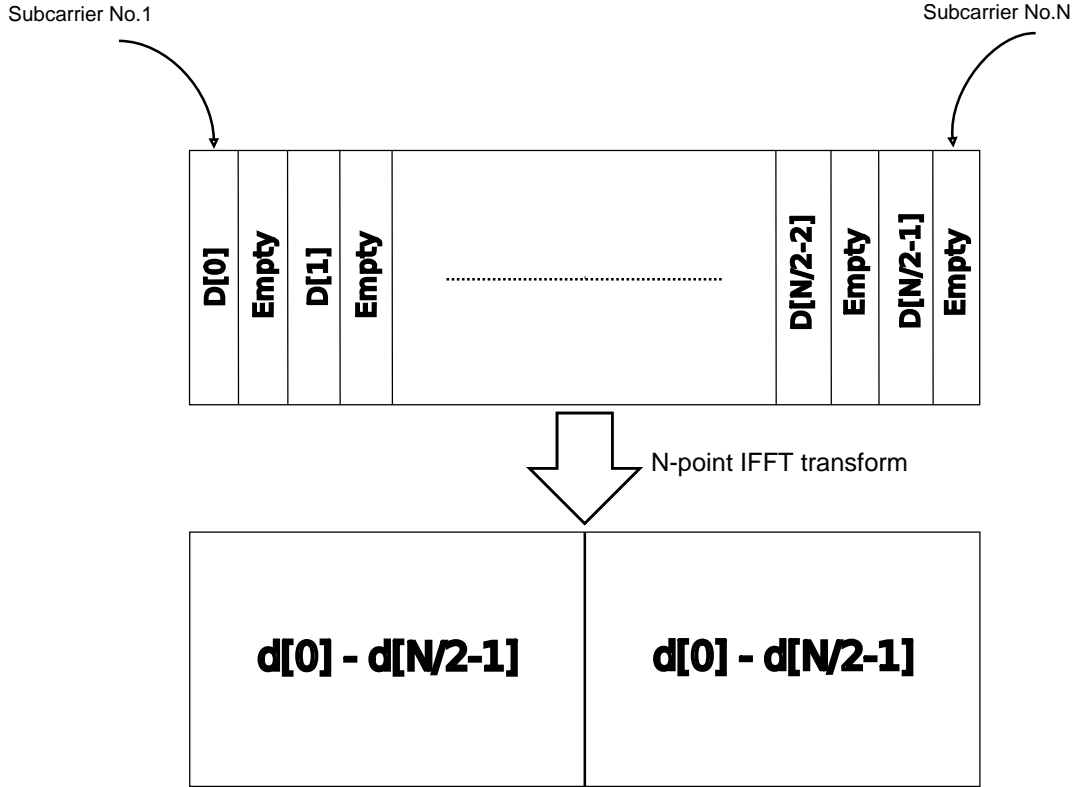 Subcarrier No.1
Subcarrier No.N
D[0]
Empty
D[1]
Empty
D[N/2-2]
Empty
D[N/2-1]
Empty
N-point IFFT transform
d[0] - d[N/2-1]
d[0] - d[N/2-1]